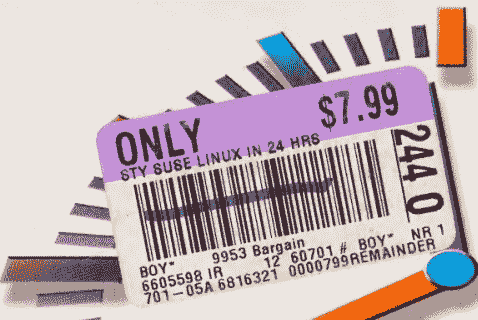 ONLY $7.99
STY SUSE LINUX IN 24 HRS
244 0
BOY* 9953 Bargain NR 1
6605598 IR 12 60701 # BOY*
701-05A 6816321 0000799REMAINDER